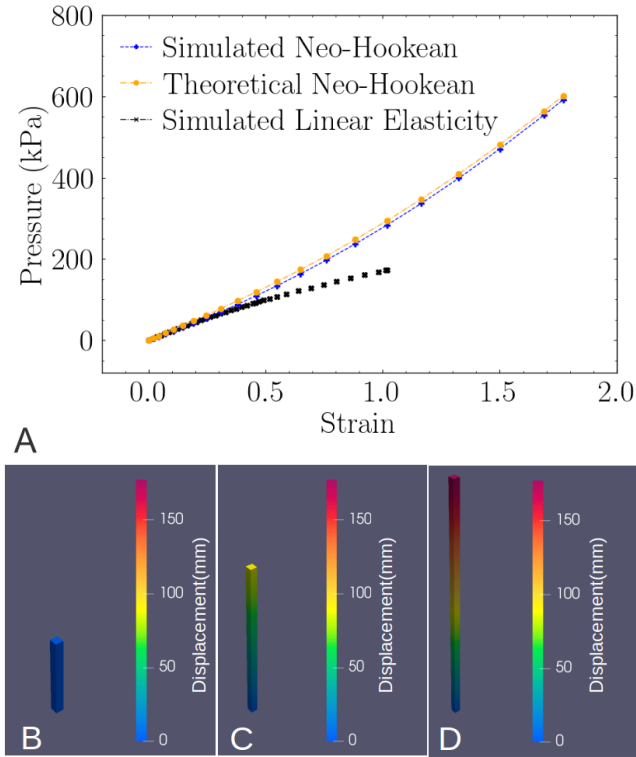 800
600
400
200
0
Pressure (kPa)
Simulated Neo-Hookean
Theoretical Neo-Hookean
Simulated Linear Elasticity
0.0 0.5 1.0 1.5 2.0
Strain
A
150
100
50
0
Displacement(mm)
B
150
100
50
0
Displacement(mm)
C
150
100
50
0
Displacement(mm)
D